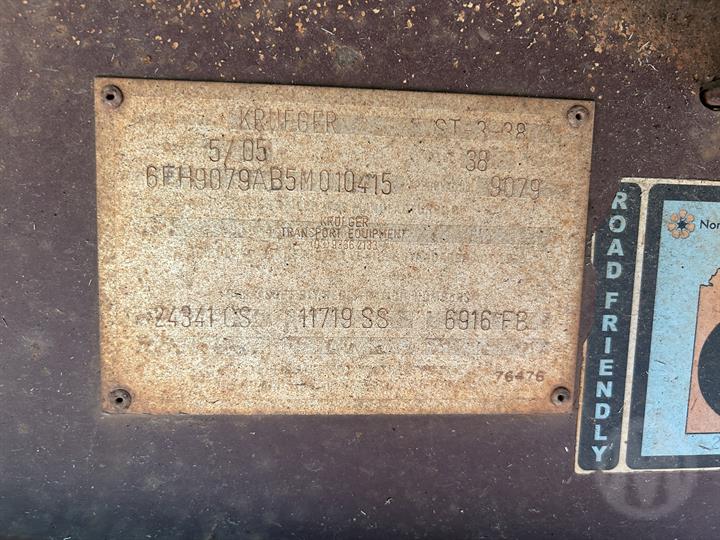 KRUEGER ST-3-38
5/05 38
6FH9079AB5M010415 9079
KRUEGER
TRANSPORT EQUIPMENT
24341 CS 11719 SS 6916 FB
76476
ROAD FRIENDLY
Nor